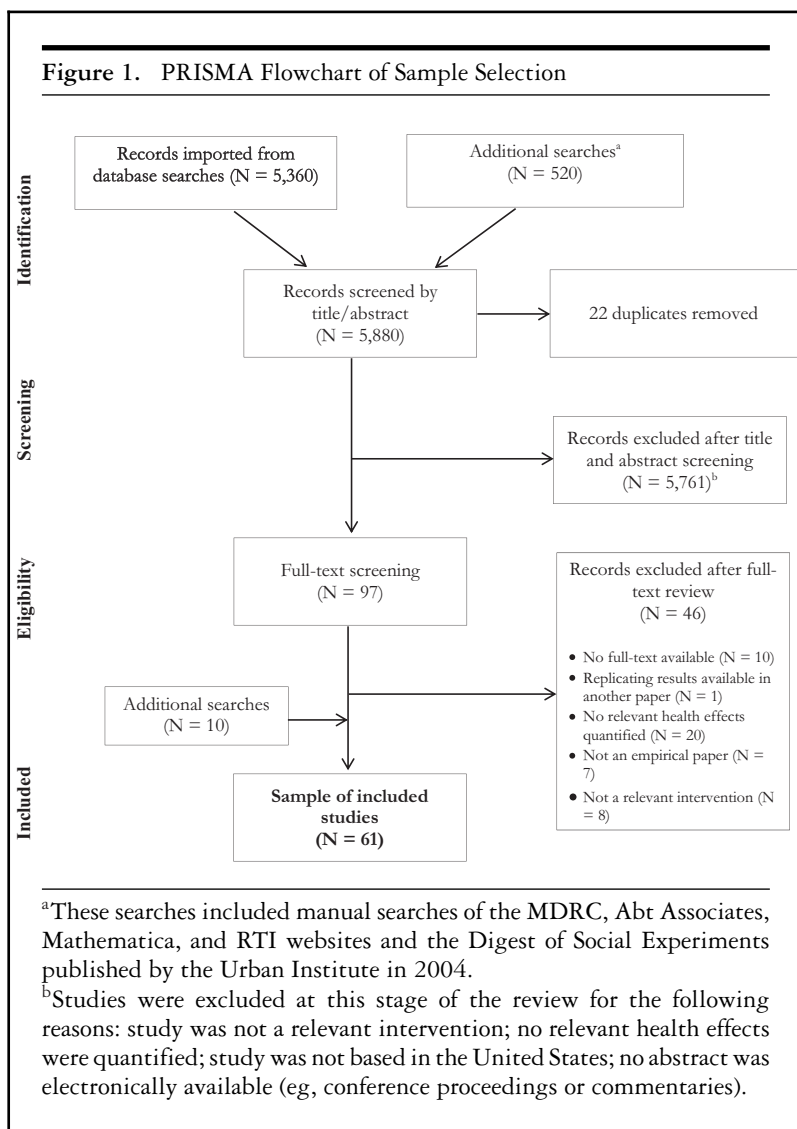 Figure 1. PRISMA Flowchart of Sample Selection
Identification
Records imported from
database searches (N = 5,360)
Additional searchesᵃ
(N = 520)
Records screened by
title/abstract
(N = 5,880)
22 duplicates removed
Screening
Records excluded after title
and abstract screening
(N = 5,761)ᵇ
Eligibility
Full-text screening
(N = 97)
Records excluded after full-
text review
(N = 46)
• No full-text available (N = 10)
• Replicating results available in
another paper (N = 1)
• No relevant health effects
quantified (N = 20)
• Not an empirical paper (N =
7)
• Not a relevant intervention (N
= 8)
Additional searches
(N = 10)
Included
Sample of included
studies
(N = 61)
ᵃThese searches included manual searches of the MDRC, Abt Associates,
Mathematica, and RTI websites and the Digest of Social Experiments
published by the Urban Institute in 2004.
ᵇStudies were excluded at this stage of the review for the following
reasons: study was not a relevant intervention; no relevant health effects
were quantified; study was not based in the United States; no abstract was
electronically available (eg, conference proceedings or commentaries).